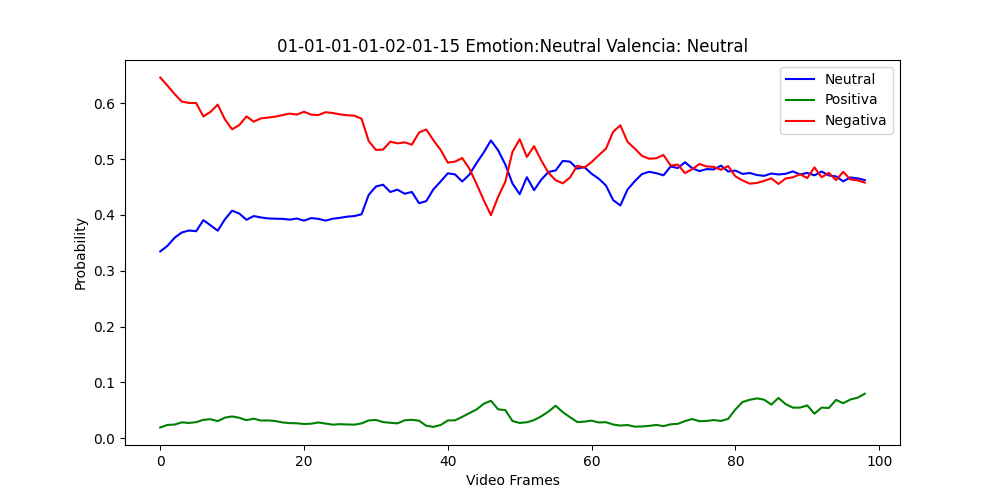 01-01-01-01-02-01-15 Emotion:Neutral Valencia: Neutral
Neutral
Positiva
Negativa
0.6
0.5
0.4
0.3
0.2
0.1
0.0
Probability
0 20 40 60 80 100
Video Frames